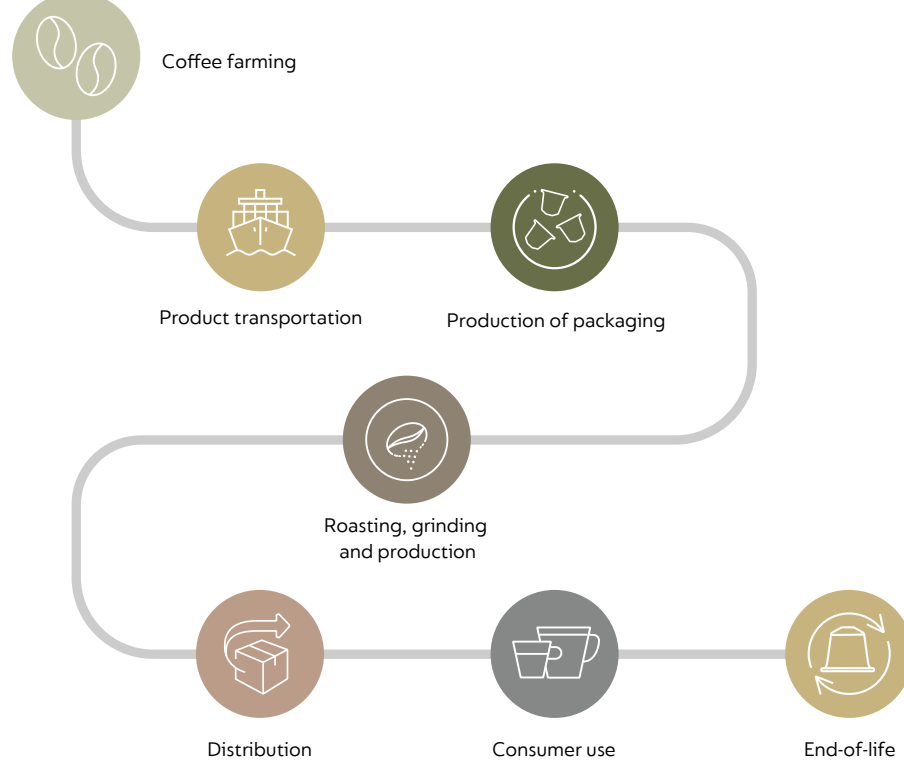 Coffee farming
Product transportation
Production of packaging
Roasting, grinding
and production
Distribution
Consumer use
End-of-life